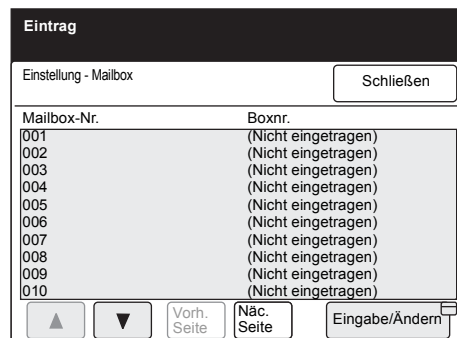 Eintrag
Einstellung - Mailbox
Schließen
Mailbox-Nr. Boxnr.
001 (Nicht eingetragen)
002 (Nicht eingetragen)
003 (Nicht eingetragen)
004 (Nicht eingetragen)
005 (Nicht eingetragen)
006 (Nicht eingetragen)
007 (Nicht eingetragen)
008 (Nicht eingetragen)
009 (Nicht eingetragen)
010 (Nicht eingetragen)
Vorh. Seite
Näc. Seite
Eingabe/Ändern